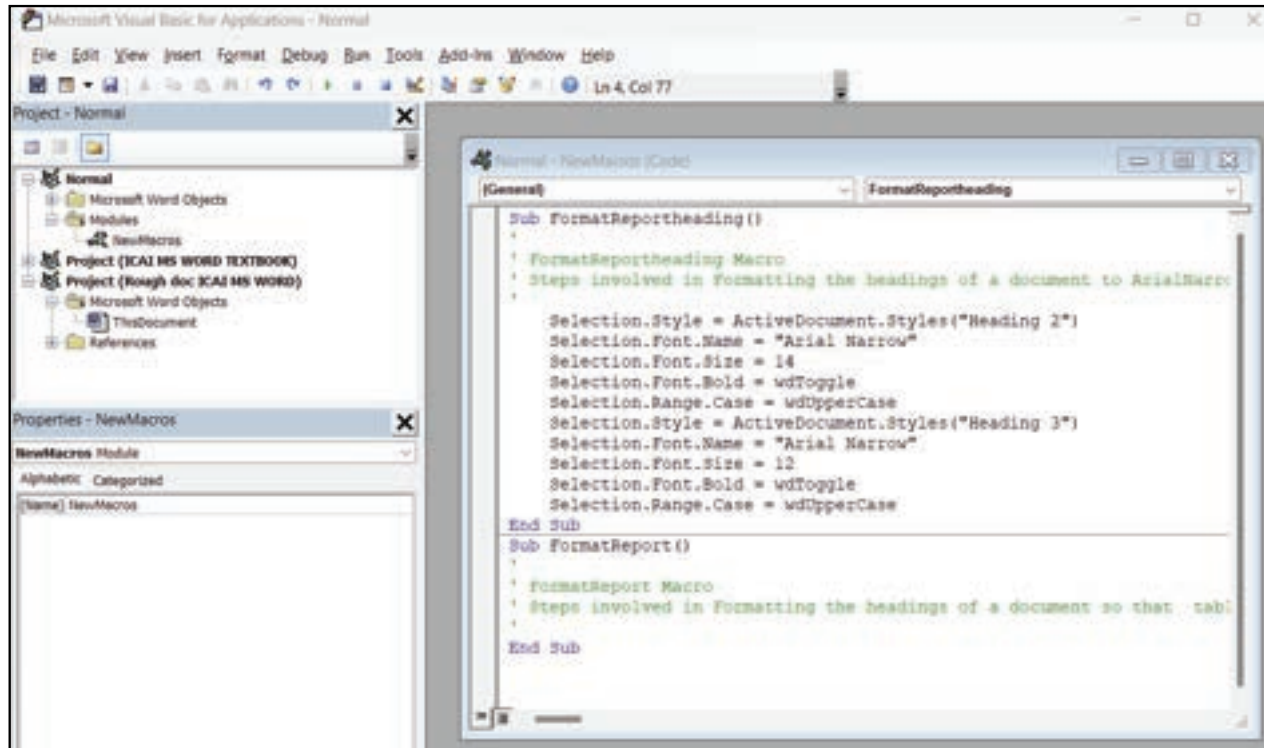 Microsoft Visual Basic for Applications - Normal
File Edit View Insert Format Debug Run Tools Add-Ins Window Help
Ln 4, Col 77
Project - Normal
Normal
Microsoft Word Objects
Modules
NewMacros
Project (ICAI MS WORD TEXTBOOK)
Project (Rough doc ICAI MS WORD)
Microsoft Word Objects
ThisDocument
References
Properties - NewMacros
NewMacros Module
Alphabetic Categorized
(Name) NewMacros
Normal - NewMacros (Code)
(General) FormatReportheading
Sub FormatReportheading()
'
' FormatReportheading Macro
' Steps involved in Formatting the headings of a document to ArialNarro
'
Selection.Style = ActiveDocument.Styles("Heading 2")
Selection.Font.Name = "Arial Narrow"
Selection.Font.Size = 14
Selection.Font.Bold = wdToggle
Selection.Range.Case = wdUpperCase
Selection.Style = ActiveDocument.Styles("Heading 3")
Selection.Font.Name = "Arial Narrow"
Selection.Font.Size = 12
Selection.Font.Bold = wdToggle
Selection.Range.Case = wdUpperCase
End Sub
Sub FormatReport()
'
' FormatReport Macro
' Steps involved in Formatting the headings of a document so that tabl
'
End Sub